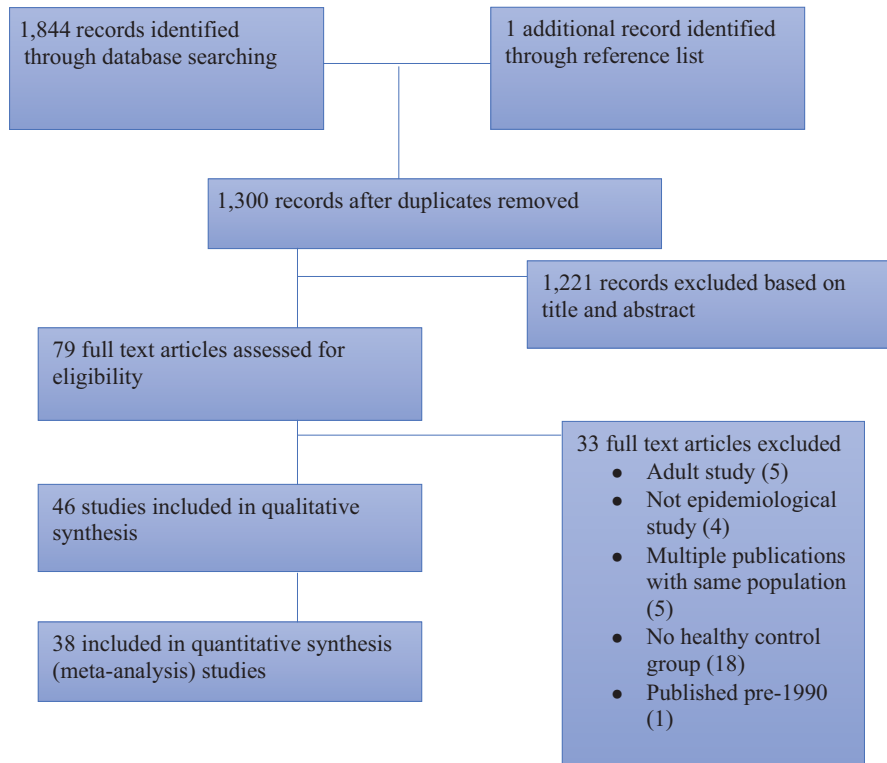 1,844 records identified
through database searching
1 additional record identified
through reference list
1,300 records after duplicates removed
1,221 records excluded based on
title and abstract
79 full text articles assessed for
eligibility
33 full text articles excluded
● Adult study (5)
● Not epidemiological
study (4)
● Multiple publications
with same population
(5)
● No healthy control
group (18)
● Published pre-1990
(1)
46 studies included in qualitative
synthesis
38 included in quantitative synthesis
(meta-analysis) studies